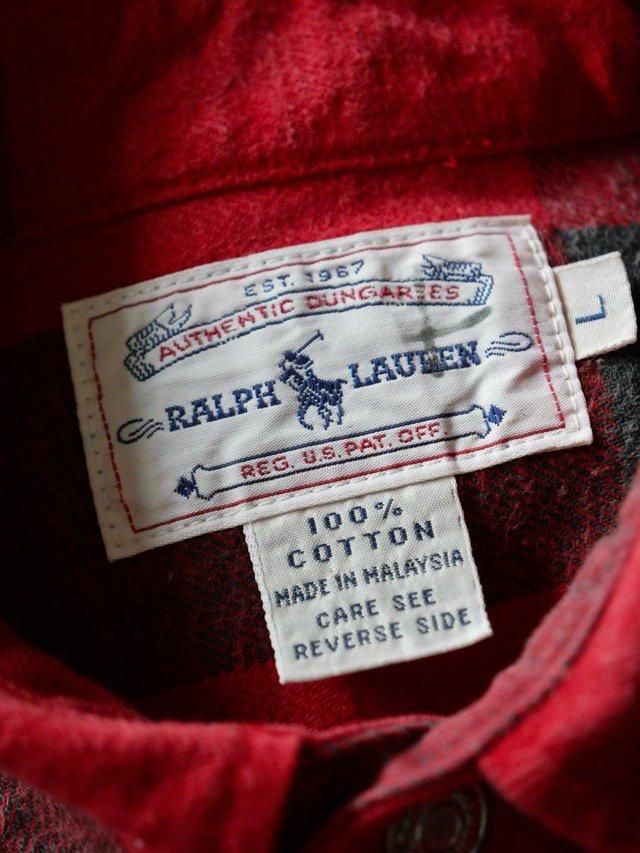 EST. 1967
AUTHENTIC DUNGAREES
RALPH LAUREN
REG. U.S. PAT. OFF.
L
100%
COTTON
MADE IN MALAYSIA
CARE SEE
REVERSE SIDE